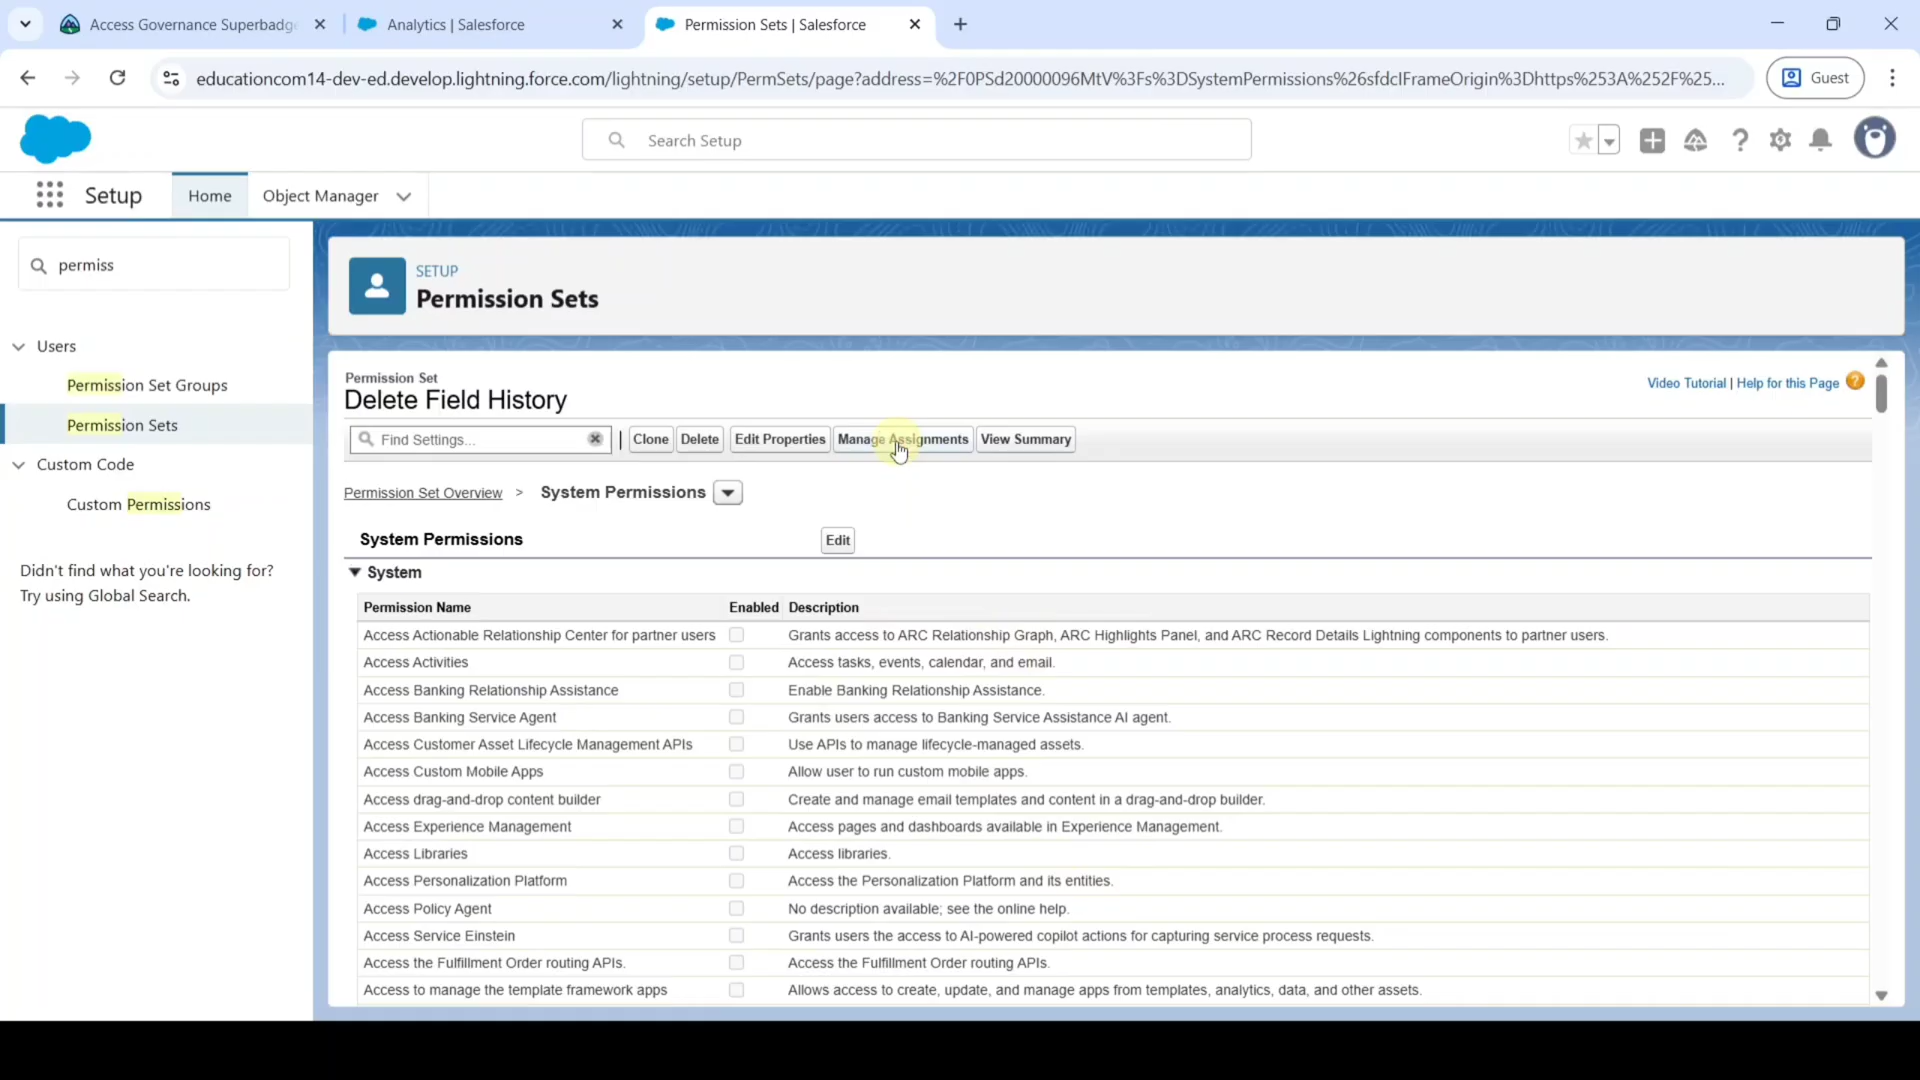 Access Governance Superbadg
Analytics | Salesforce
Permission Sets | Salesforce
educationcom14-dev-ed.develop.lightning.force.com/lightning/setup/PermSets/page?address=%2F0PSd20000096MtV%3Fs%3DSystemPermissions%26sfdcIFrameOrigin%3Dhttps%253A%252F%25...
Guest
Search Setup
Setup
Home
Object Manager
permiss
Users
Permission Set Groups
Permission Sets
Custom Code
Custom Permissions
Didn't find what you're looking for?
Try using Global Search.
SETUP
Permission Sets
Permission Set
Delete Field History
Video Tutorial | Help for this Page
Find Settings...
| Clone Delete Edit Properties Manage Assignments View Summary
Permission Set Overview > System Permissions
System Permissions Edit
System
Permission Name Enabled Description
Access Actionable Relationship Center for partner users Grants access to ARC Relationship Graph, ARC Highlights Panel, and ARC Record Details Lightning components to partner users.
Access Activities Access tasks, events, calendar, and email.
Access Banking Relationship Assistance Enable Banking Relationship Assistance.
Access Banking Service Agent Grants users access to Banking Service Assistance AI agent.
Access Customer Asset Lifecycle Management APIs Use APIs to manage lifecycle-managed assets.
Access Custom Mobile Apps Allow user to run custom mobile apps.
Access drag-and-drop content builder Create and manage email templates and content in a drag-and-drop builder.
Access Experience Management Access pages and dashboards available in Experience Management.
Access Libraries Access libraries.
Access Personalization Platform Access the Personalization Platform and its entities.
Access Policy Agent No description available; see the online help.
Access Service Einstein Grants users the access to AI-powered copilot actions for capturing service process requests.
Access the Fulfillment Order routing APIs. Access the Fulfillment Order routing APIs.
Access to manage the template framework apps Allows access to create, update, and manage apps from templates, analytics, data, and other assets.